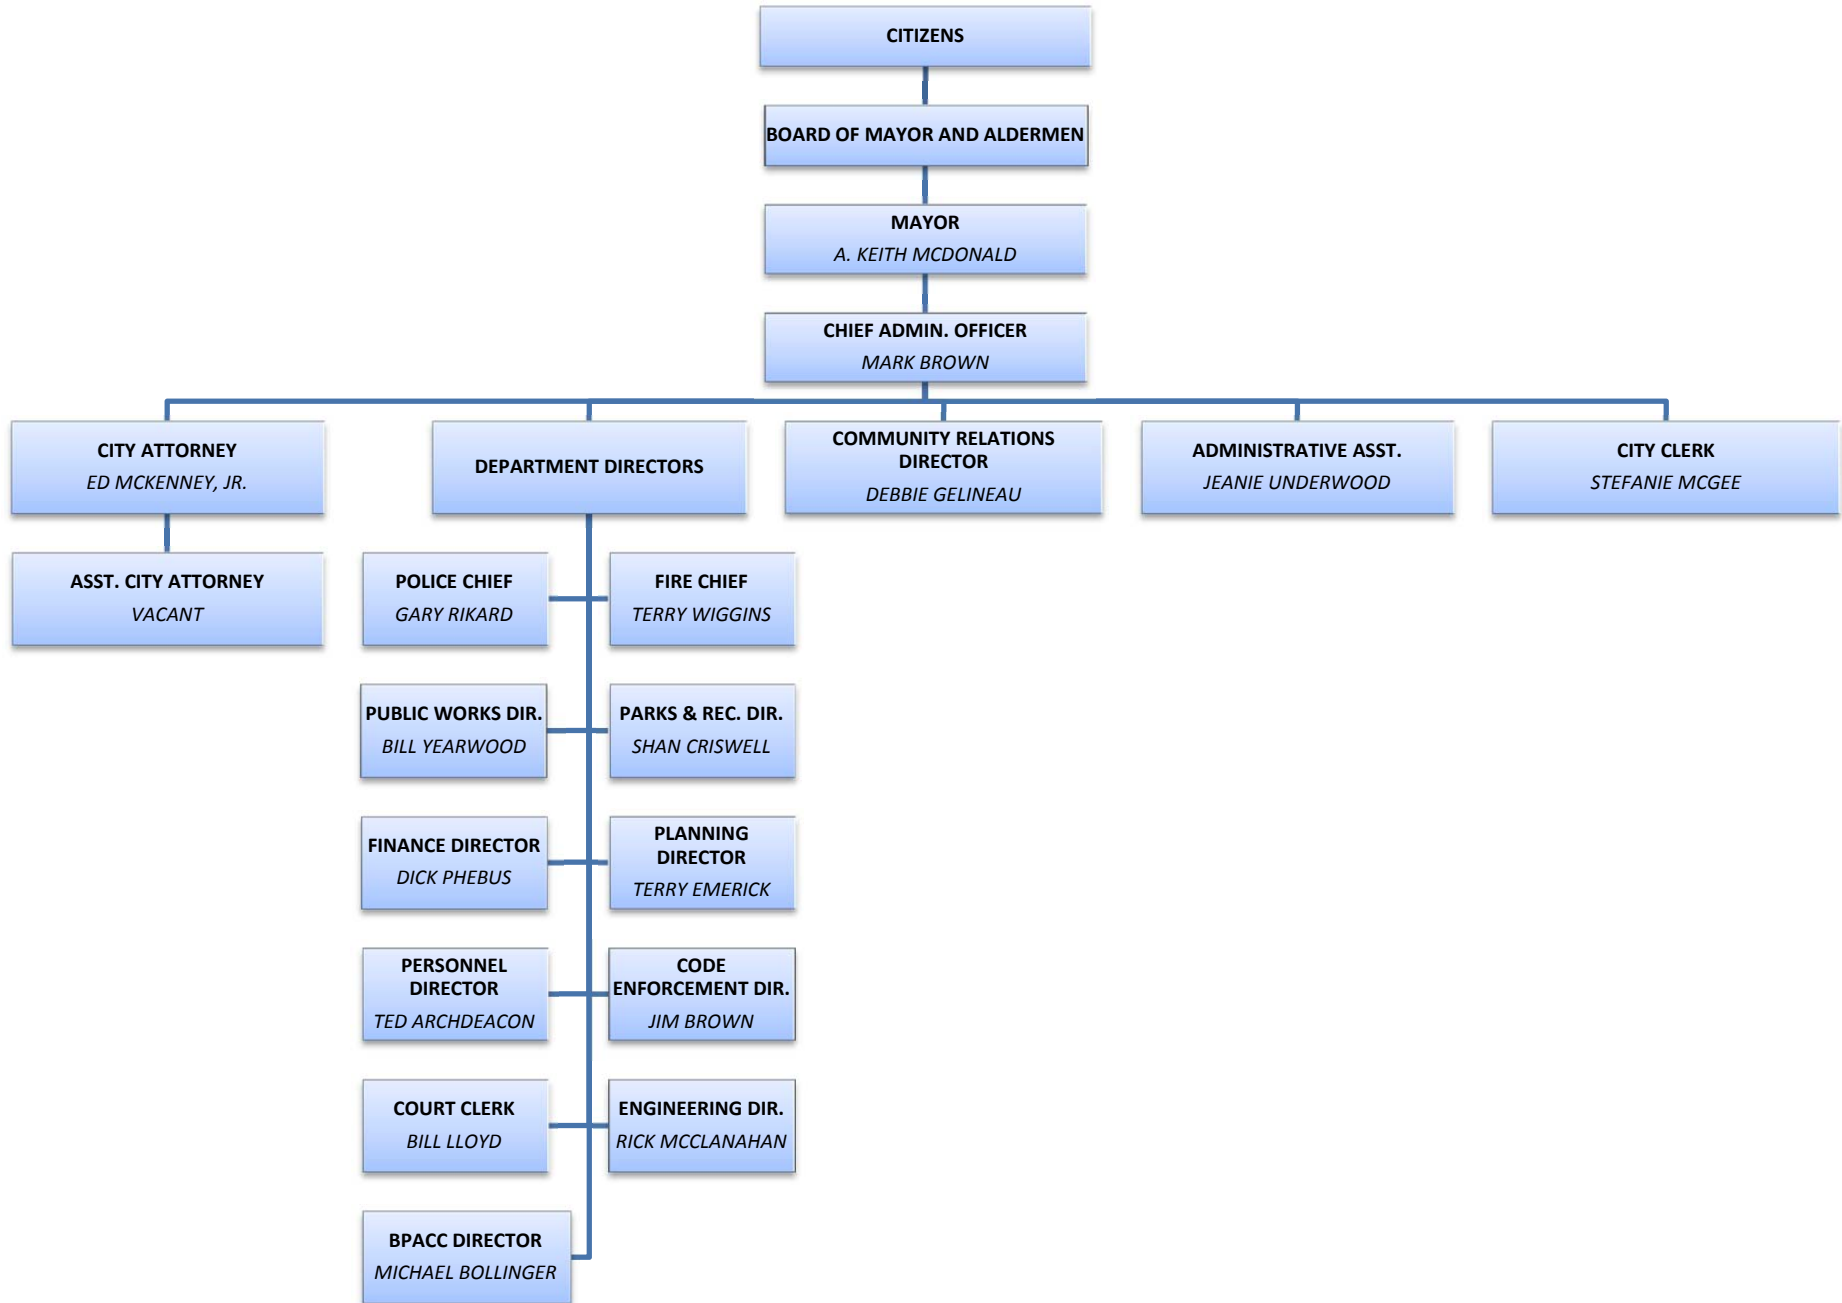 CITIZENS
BOARD OF MAYOR AND ALDERMEN
MAYOR
A. KEITH MCDONALD
CHIEF ADMIN. OFFICER
MARK BROWN
CITY ATTORNEY
ED MCKENNEY, JR.
DEPARTMENT DIRECTORS
COMMUNITY RELATIONS
DIRECTOR
DEBBIE GELINEAU
ADMINISTRATIVE ASST.
JEANIE UNDERWOOD
CITY CLERK
STEFANIE MCGEE
ASST. CITY ATTORNEY
VACANT
POLICE CHIEF
GARY RIKARD
FIRE CHIEF
TERRY WIGGINS
PUBLIC WORKS DIR.
BILL YEARWOOD
PARKS & REC. DIR.
SHAN CRISWELL
FINANCE DIRECTOR
DICK PHEBUS
PLANNING
DIRECTOR
TERRY EMERICK
PERSONNEL
DIRECTOR
TED ARCHDEACON
CODE
ENFORCEMENT DIR.
JIM BROWN
COURT CLERK
BILL LLOYD
ENGINEERING DIR.
RICK MCCLANAHAN
BPACC DIRECTOR
MICHAEL BOLLINGER